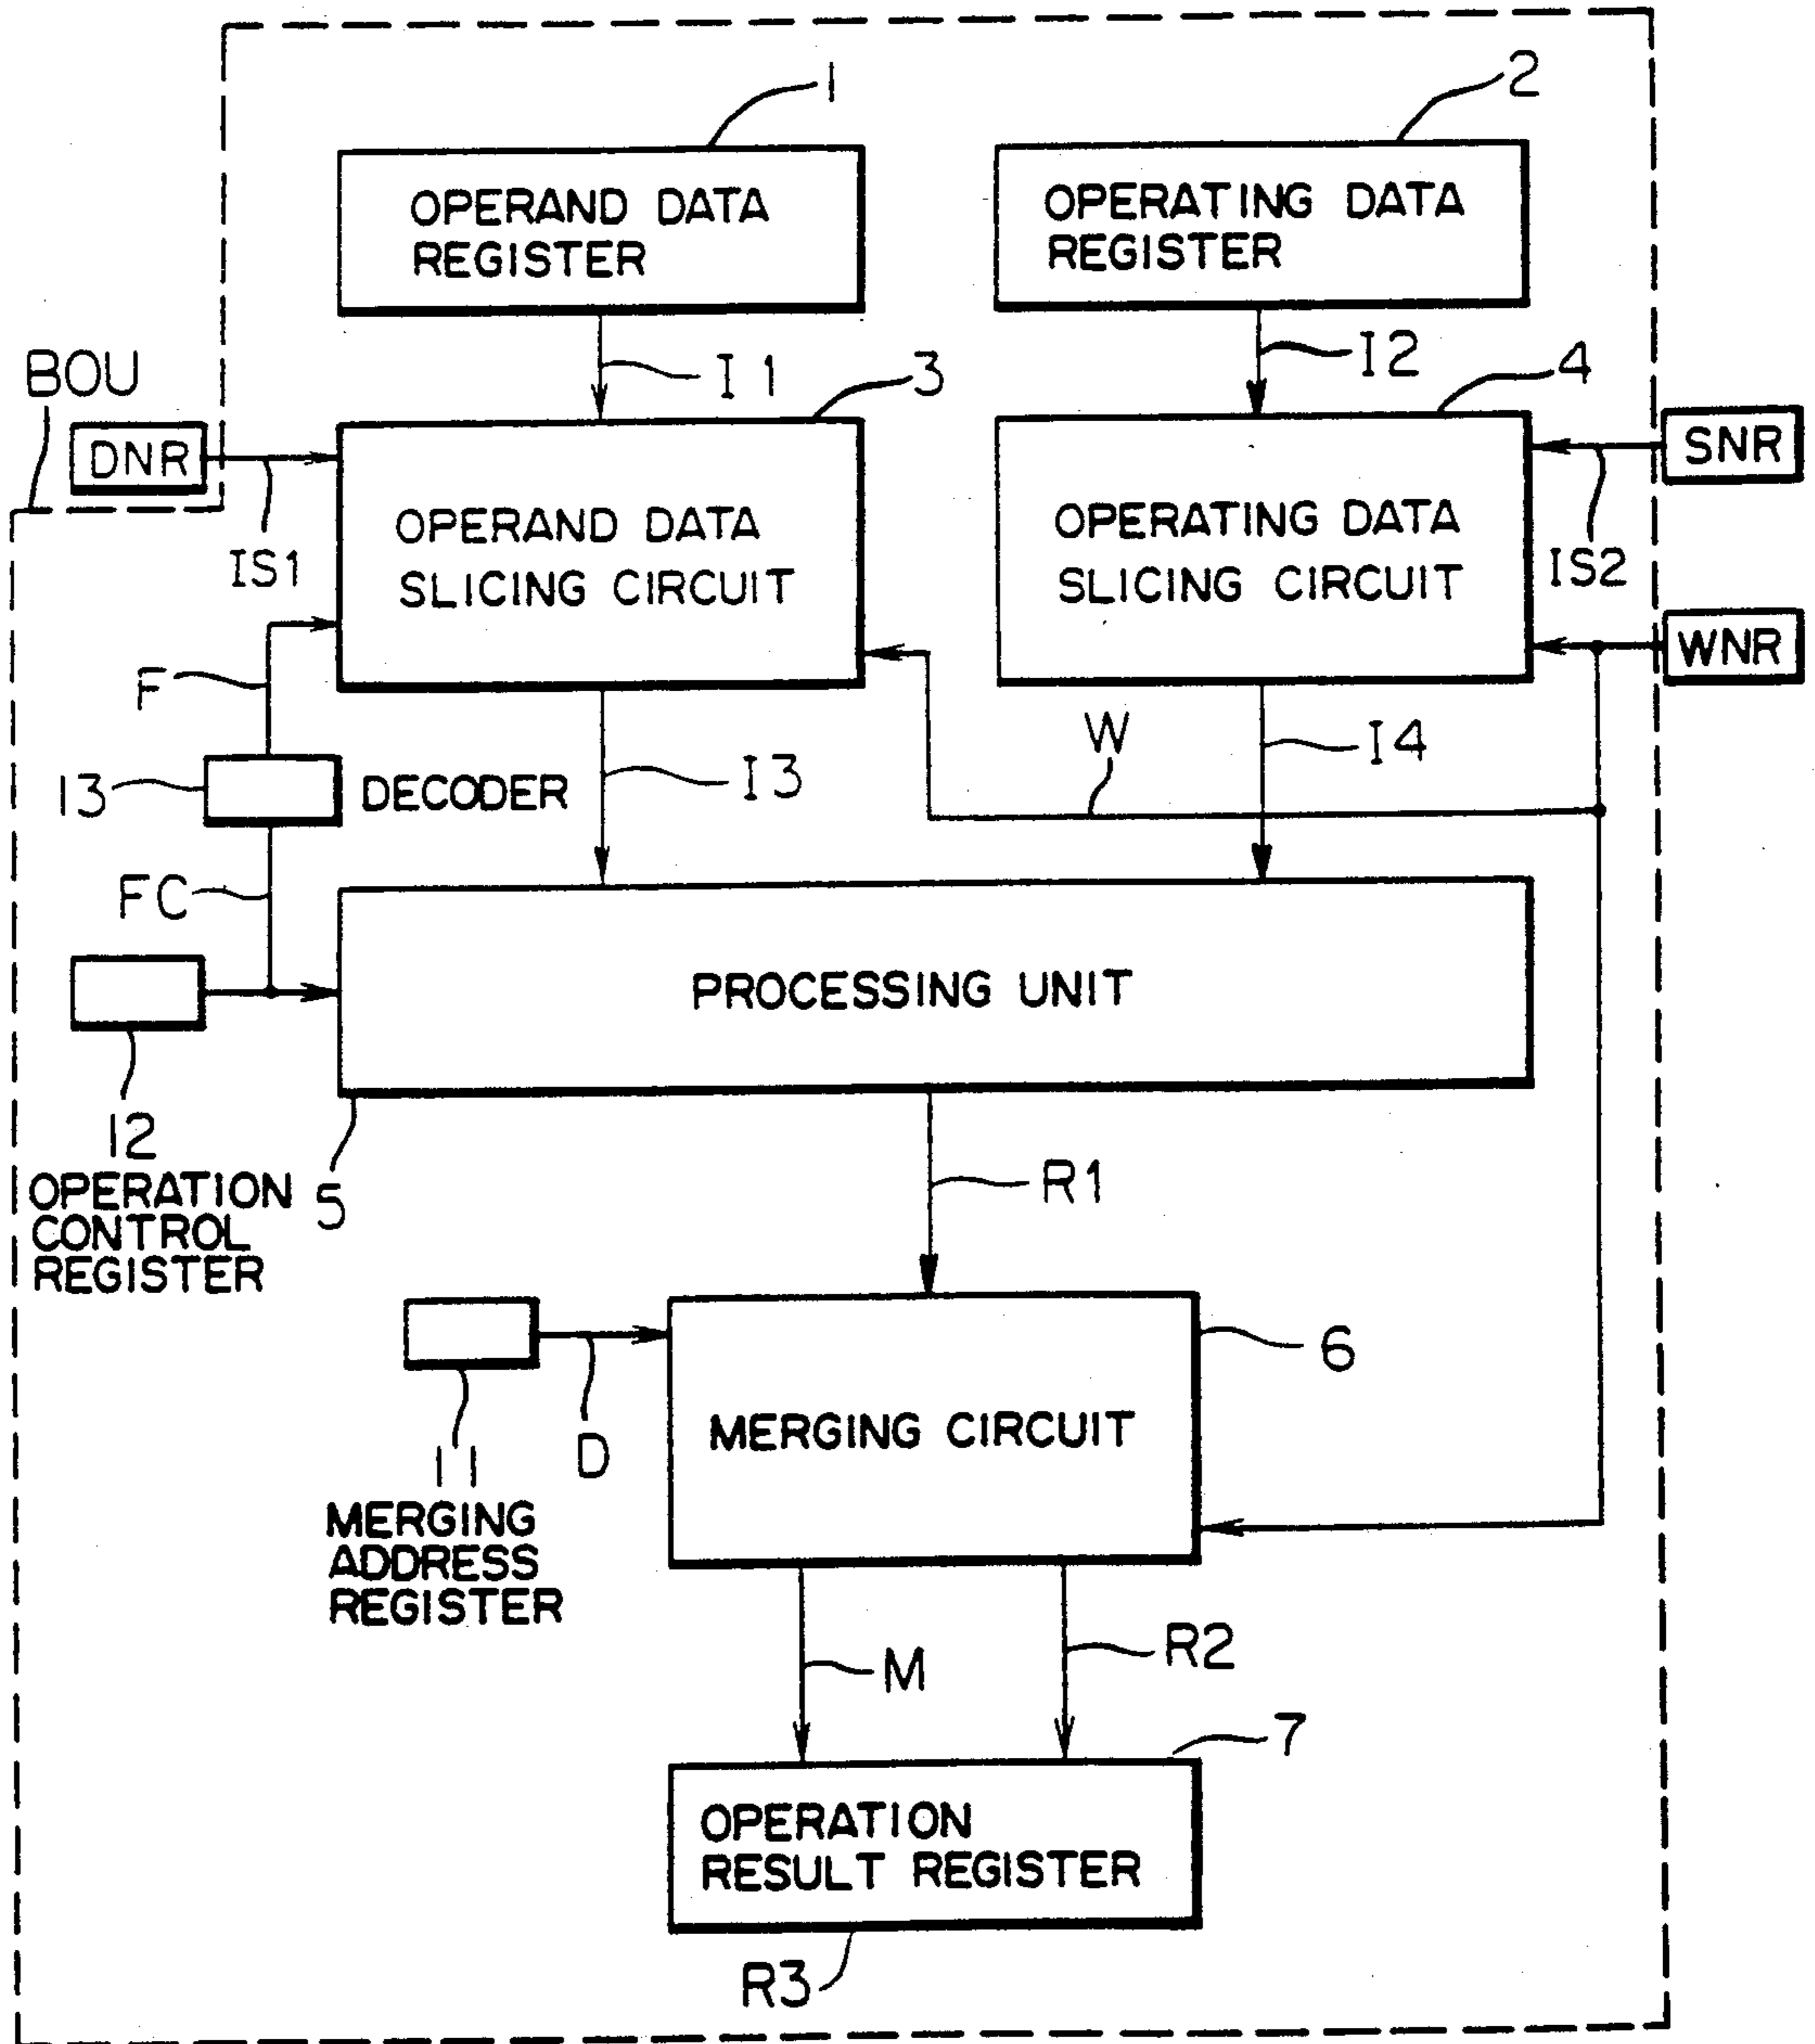 1
2
OPERAND DATA
REGISTER
OPERATING DATA
REGISTER
BOU
I1
3
I2
4
DNR
SNR
IS1
OPERAND DATA
SLICING CIRCUIT
OPERATING DATA
SLICING CIRCUIT
IS2
WNR
F
W
I4
13
DECODER
I3
FC
PROCESSING UNIT
12
OPERATION
CONTROL
REGISTER
5
R1
6
MERGING CIRCUIT
11
D
MERGING
ADDRESS
REGISTER
M
R2
7
OPERATION
RESULT REGISTER
R3